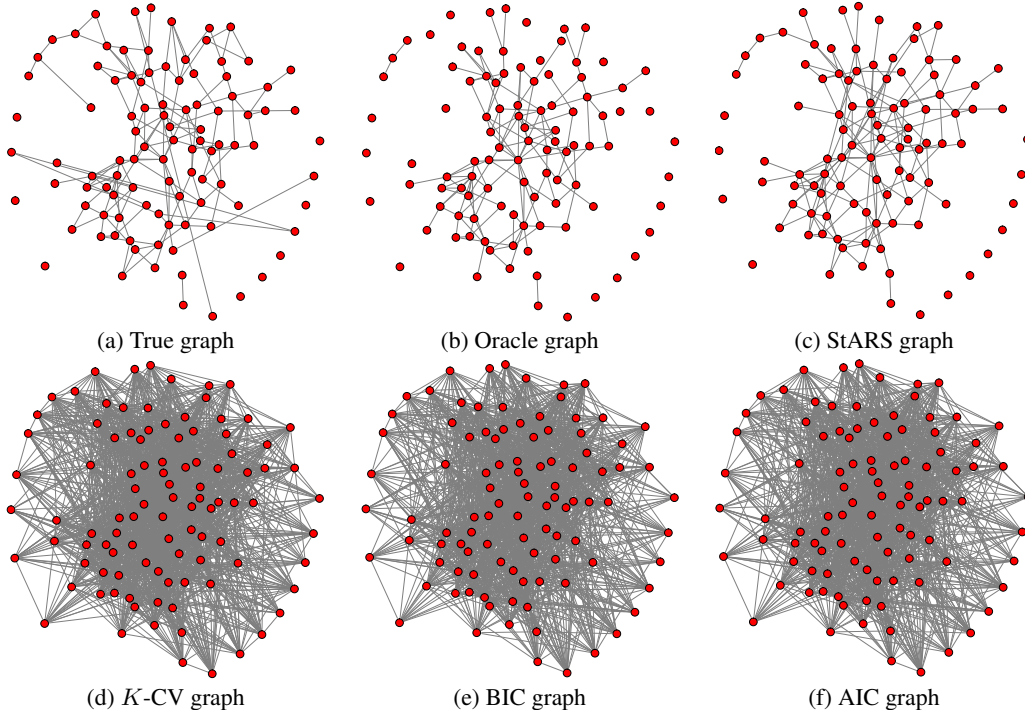 (a) True graph
(b) Oracle graph
(c) StARS graph
(d) K-CV graph
(e) BIC graph
(f) AIC graph